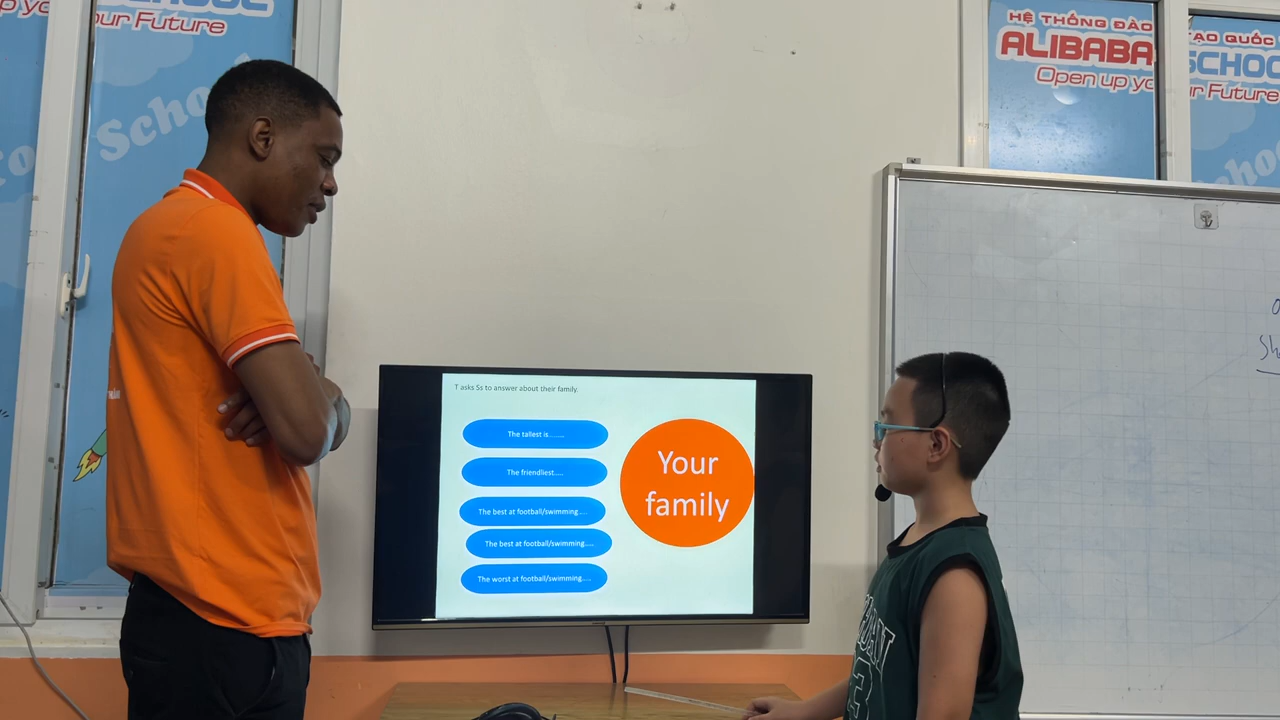 our Future
Scho
HỆ THỐNG ĐÀO TẠO QUỐC
ALIBABA SCHOO
Open up yo ur Future
T asks Ss to answer about their family.
The tallest is.......
The friendliest.....
The best at football/swimming....
The best at football/swimming.....
The worst at football/swimming.....
Your
family